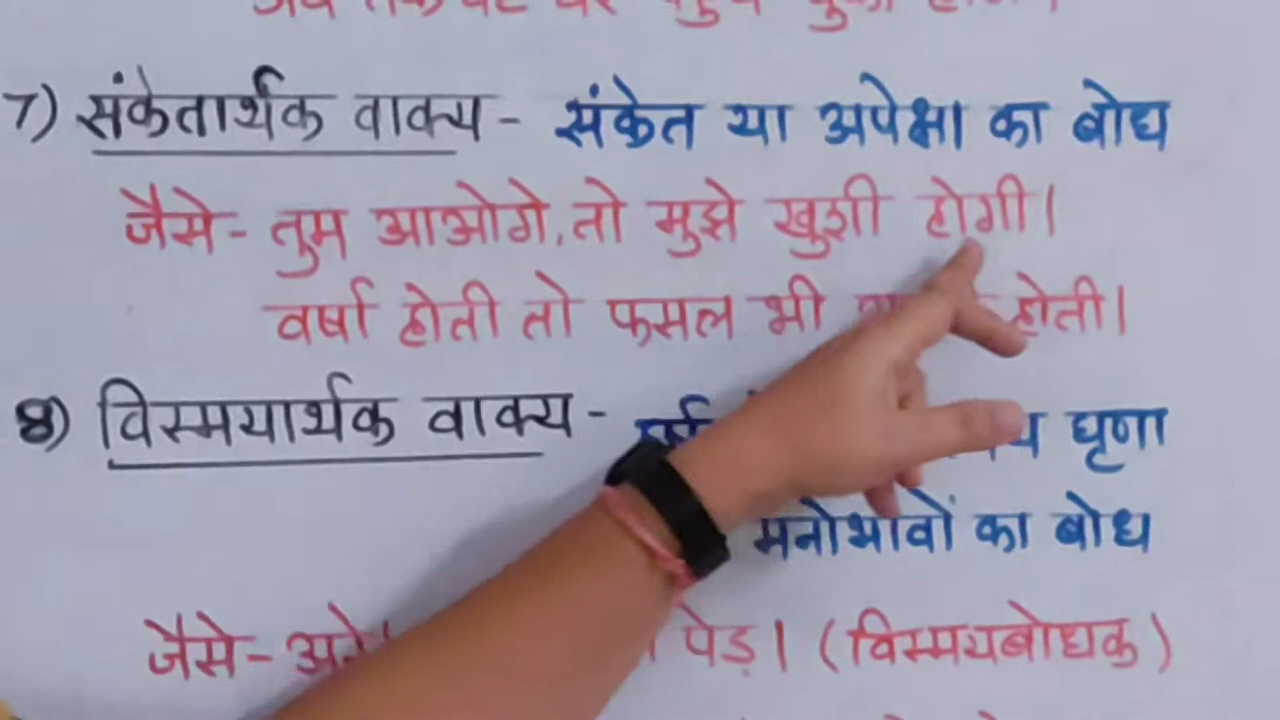 7) संकेतार्थक वाक्य - संकेत या अपेक्षा का बोध
जैसे - तुम आओगे, तो मुझे खुशी होगी।
वर्षा होती तो फसल भी होती।
8) विस्मयार्थक वाक्य - घृणा
मनोभावों का बोध
जैसे - पेड़। (विस्मयबोधक)